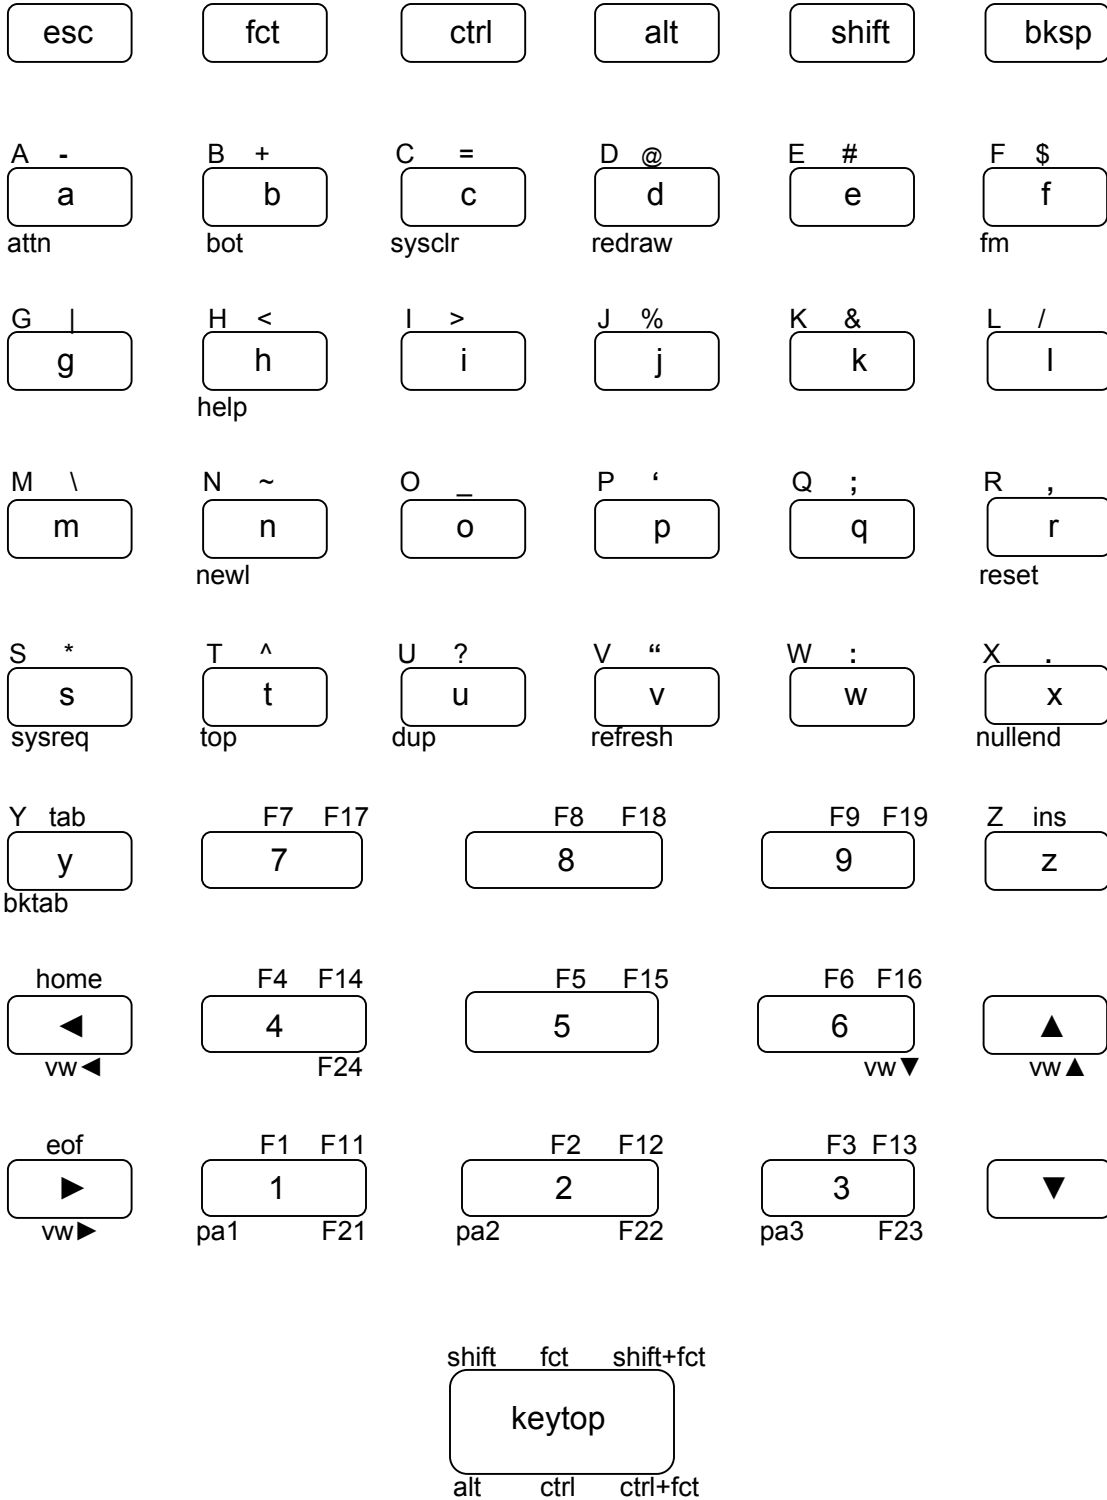 esc fct ctrl alt shift bksp
A - B + C = D @ E # F $
a b c d e f
attn bot sysclr redraw fm
G | H < I > J % K & L /
g h i j k l
help
M \ N ~ O _ P ‘ Q ; R ,
m n o p q r
newl reset
S * T ^ U ? V “ W : X .
s t u v w x
sysreq top dup refresh nullend
Y tab F7 F17 F8 F18 F9 F19 Z ins
y 7 8 9 z
bktab
home F4 F14 F5 F15 F6 F16
◄ 4 5 6 ▲
vw◄ F24 vw▼ vw▲
eof F1 F11 F2 F12 F3 F13
► 1 2 3 ▼
vw► pa1 F21 pa2 F22 pa3 F23
shift fct shift+fct
keytop
alt ctrl ctrl+fct